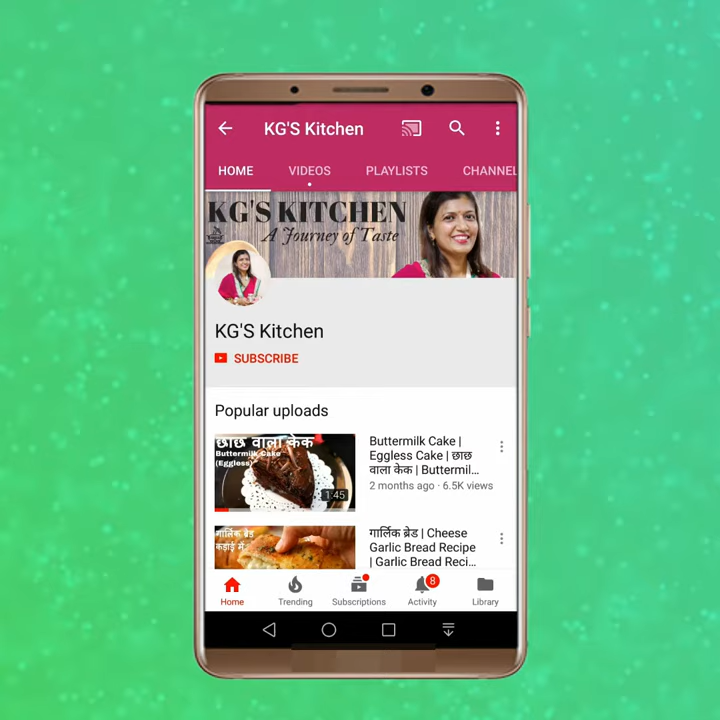 KG'S Kitchen
HOME VIDEOS PLAYLISTS CHANNEL
KG'S KITCHEN
A Journey of Taste
KG'S Kitchen
SUBSCRIBE
Popular uploads
छाछ वाला केक
Buttermilk Cake
(Eggless)
1:45
Buttermilk Cake |
Eggless Cake | छाछ
वाला केक | Buttermil...
2 months ago · 6.5K views
गार्लिक ब्रेड
कड़ाई में
गार्लिक ब्रेड | Cheese
Garlic Bread Recipe
| Garlic Bread Reci...
8
Home Trending Subscriptions Activity Library